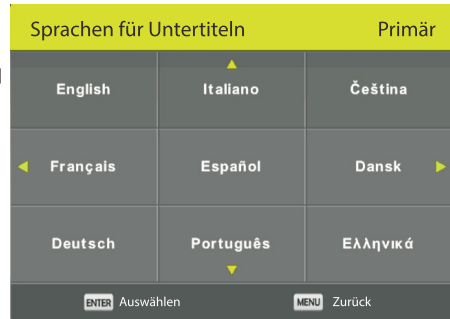 Sprachen für Untertiteln Primär
English Italiano Čeština
Français Español Dansk
Deutsch Português Ελληνικά
ENTER Auswählen MENU Zurück